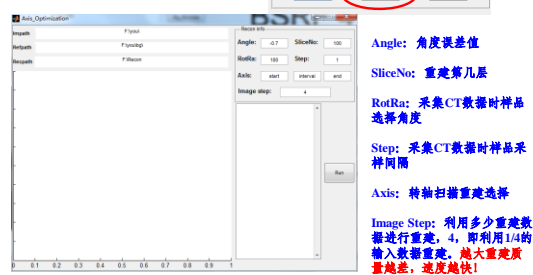 Axis_Optimization
Impath
F:\youi
Refpath
F:\youi\bg\
Recpath
F:\Recon
Recon info
Angle: -0.7 SliceNo: 100
RotRa: 180 Step: 1
Axis: start interval end
Image step: 4
Run
0 0.1 0.2 0.3 0.4 0.5 0.6 0.7 0.8 0.9 1
Angle: 角度误差值
SliceNo: 重建第几层
RotRa: 采集CT数据时样品
选择角度
Step: 采集CT数据时样品采
样间隔
Axis: 转轴扫描重建选择
Image Step: 利用多少重建数
据进行重建, 4, 即利用1/4的
输入数据重建。越大重建质
量越差, 速度越快!